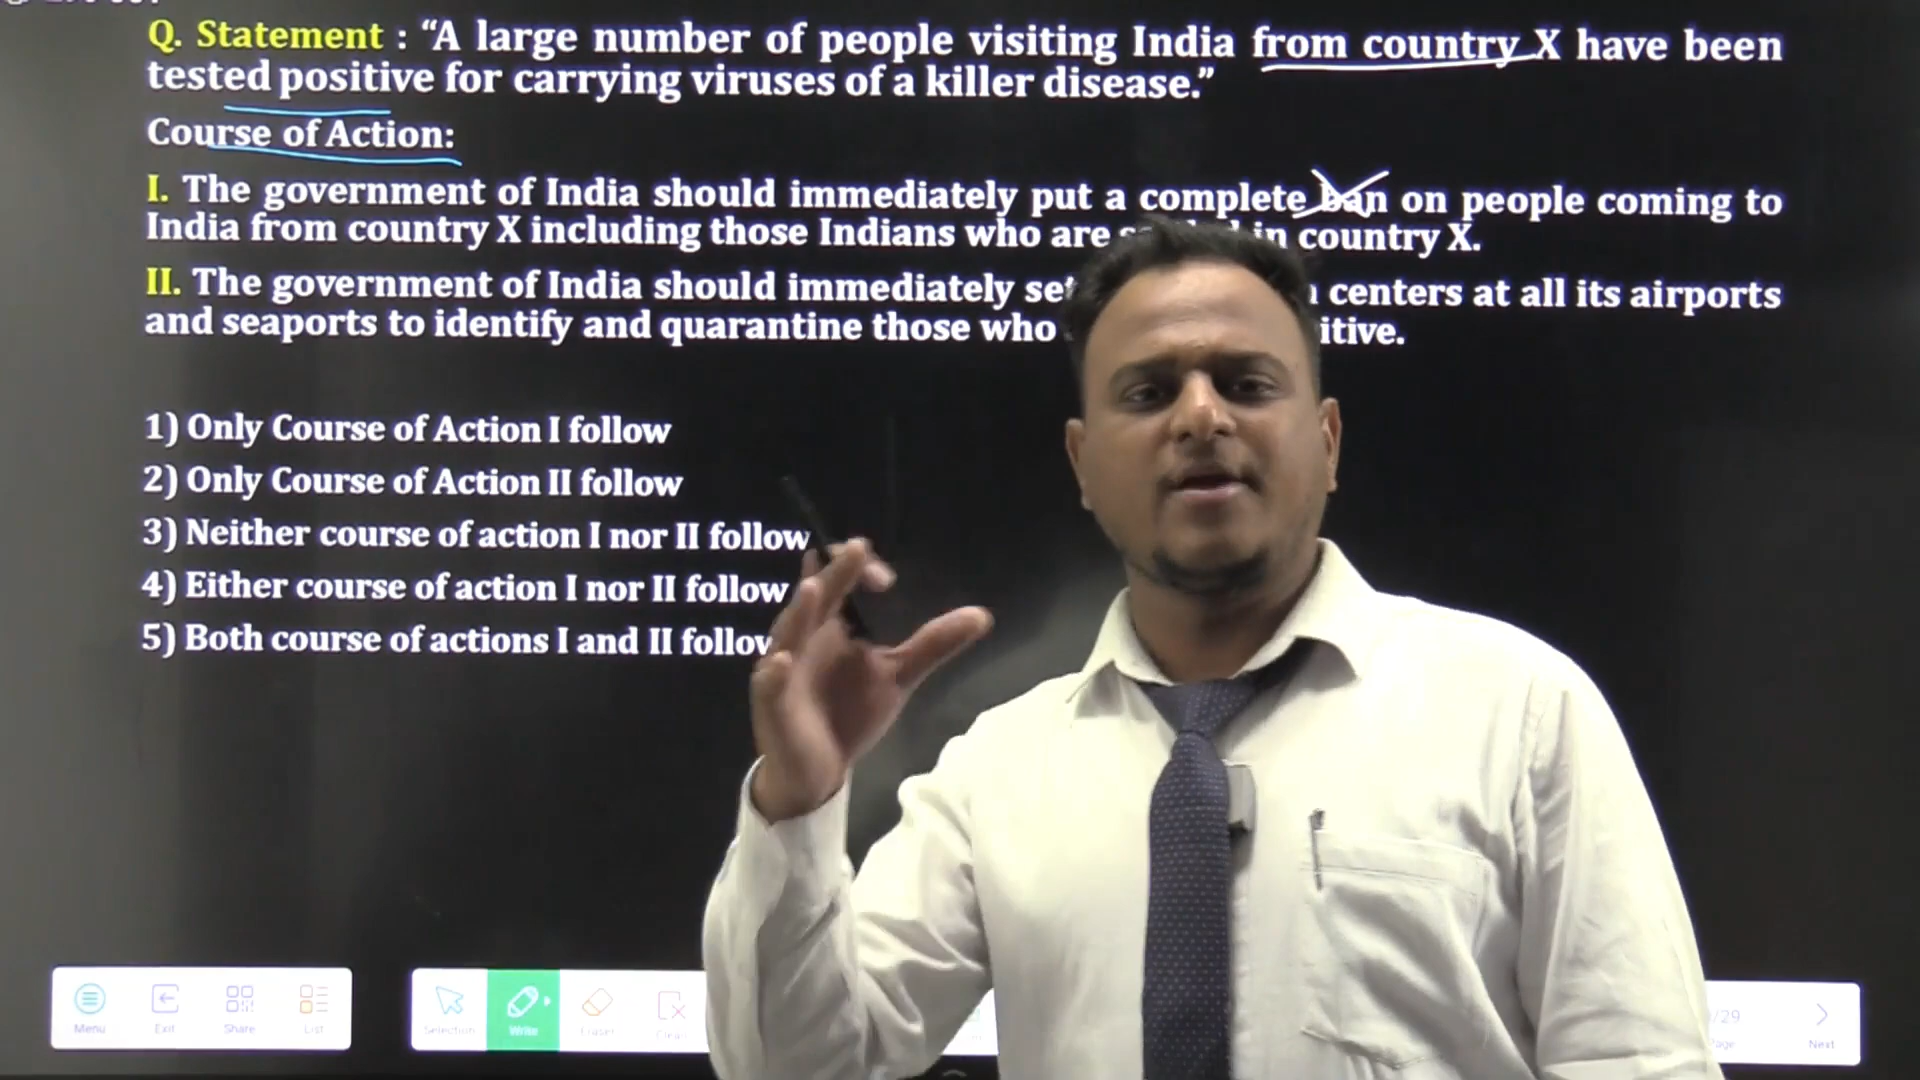 Q. Statement : “A large number of people visiting India from country X have been
tested positive for carrying viruses of a killer disease.”
Course of Action:
I. The government of India should immediately put a complete ban on people coming to
India from country X including those Indians who are in country X.
II. The government of India should immediately set centers at all its airports
and seaports to identify and quarantine those who
1) Only Course of Action I follow
2) Only Course of Action II follow
3) Neither course of action I nor II follow
4) Either course of action I nor II follow
5) Both course of actions I and II follow
Menu Exit Share List Selection Write Eraser Clear /29 Page Next